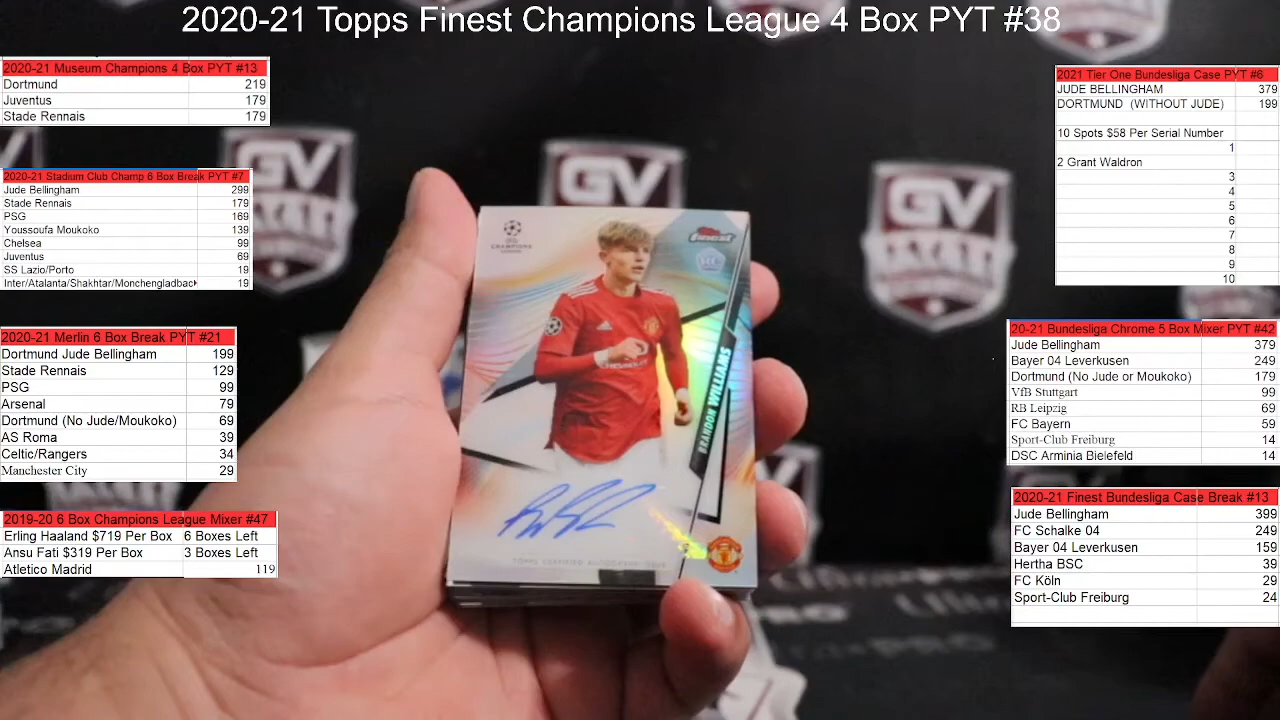 2020-21 Topps Finest Champions League 4 Box PYT #38
2020-21 Museum Champions 4 Box PYT #13
Dortmund 219
Juventus 179
Stade Rennais 179
2020-21 Stadium Club Champ 6 Box Break PYT #7
Jude Bellingham 299
Stade Rennais 179
PSG 169
Youssoufa Moukoko 139
Chelsea 99
Juventus 69
SS Lazio/Porto 19
Inter/Atalanta/Shakhtar/Monchengladbac 19
2020-21 Merlin 6 Box Break PYT #21
Dortmund Jude Bellingham 199
Stade Rennais 129
PSG 99
Arsenal 79
Dortmund (No Jude/Moukoko) 69
AS Roma 39
Celtic/Rangers 34
Manchester City 29
2019-20 6 Box Champions League Mixer #47
Erling Haaland $719 Per Box 6 Boxes Left
Ansu Fati $319 Per Box 3 Boxes Left
Atletico Madrid 119
GV
GV
GV
CHAMPIONS
Finest
RC
CHEVROLET
BRANDON WILLIAMS
TOPPS CERTIFIED AUTOGRAPH ISSUE
2021 Tier One Bundesliga Case PYT #6
JUDE BELLINGHAM 379
DORTMUND (WITHOUT JUDE) 199
10 Spots $58 Per Serial Number
1
2 Grant Waldron
3
4
5
6
7
8
9
10
20-21 Bundesliga Chrome 5 Box Mixer PYT #42
Jude Bellingham 379
Bayer 04 Leverkusen 249
Dortmund (No Jude or Moukoko) 179
VfB Stuttgart 99
RB Leipzig 69
FC Bayern 59
Sport-Club Freiburg 14
DSC Arminia Bielefeld 14
2020-21 Finest Bundesliga Case Break #13
Jude Bellingham 399
FC Schalke 04 249
Bayer 04 Leverkusen 159
Hertha BSC 39
FC Köln 29
Sport-Club Freiburg 24